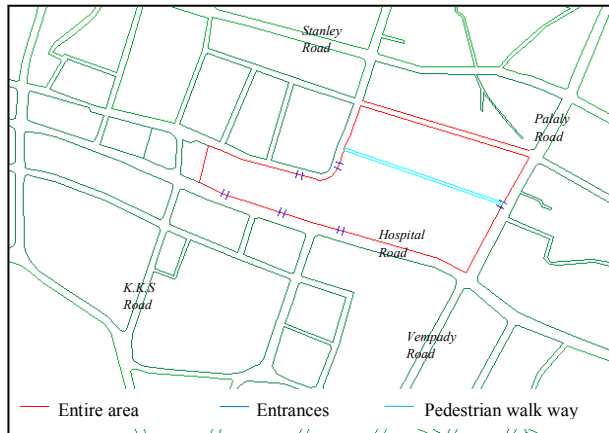 Stanley
Road
Palaly
Road
Hospital
Road
K.K.S
Road
Vempady
Road
Entire area
Entrances
Pedestrian walk way